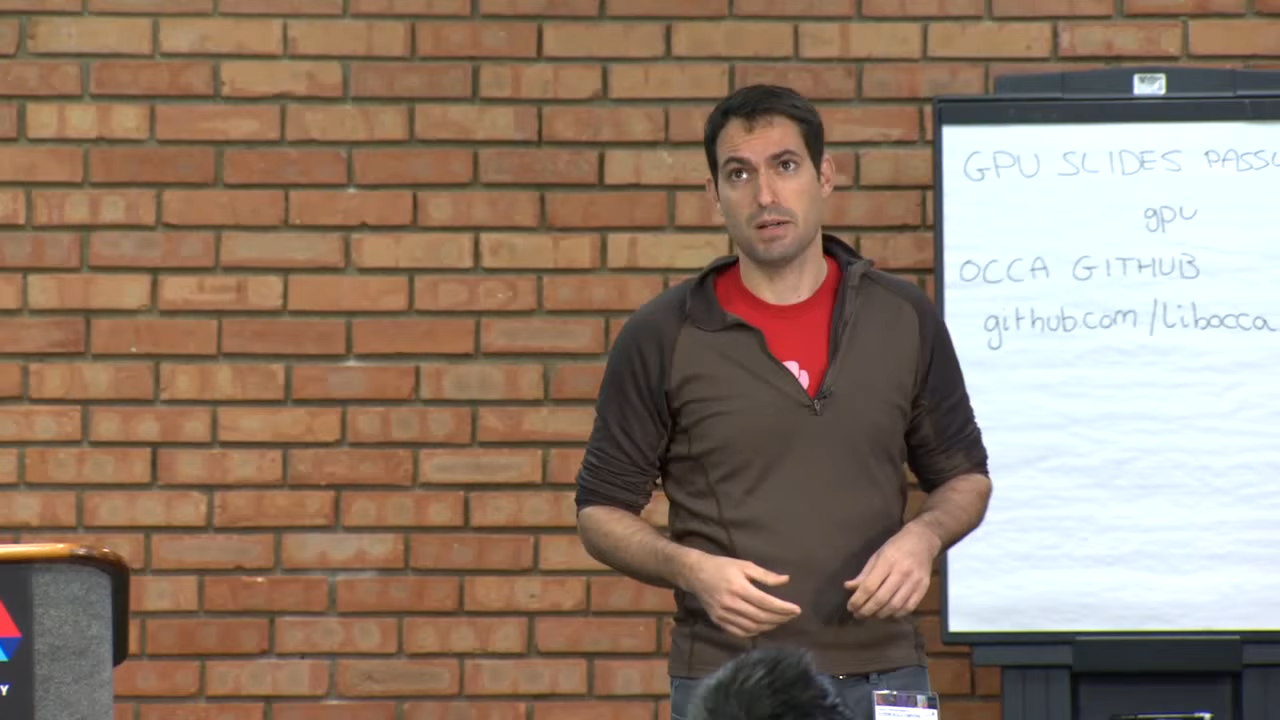 GPU SLIDES PASS
gpu
OCCA GITHUB
github.com/libocca
Y